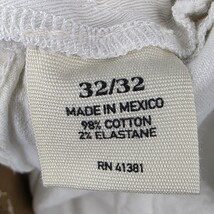 32/32
MADE IN MEXICO
98% COTTON
2% ELASTANE
RN 41381